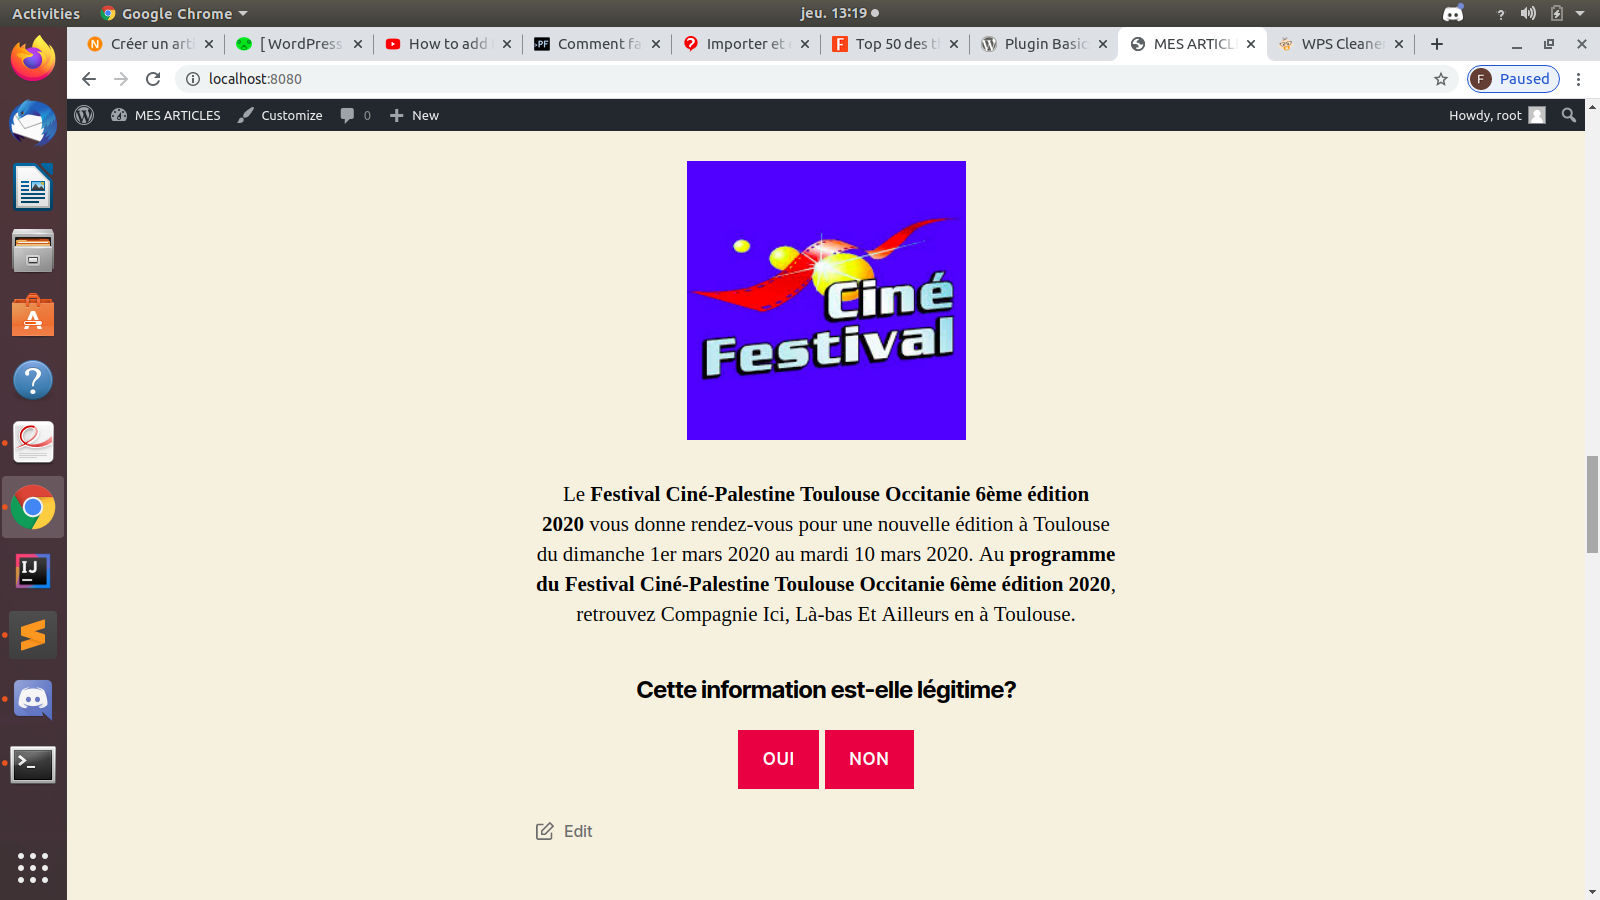 Activities Google Chrome jeu. 13:19 ?
Créer un arti [WordPress How to add Comment fa Importer et Top 50 des t Plugin Basic MES ARTICL WPS Cleane
localhost:8080 F Paused
MES ARTICLES Customize 0 New Howdy, root
Ciné
Festival
Le Festival Ciné-Palestine Toulouse Occitanie 6ème édition
2020 vous donne rendez-vous pour une nouvelle édition à Toulouse
du dimanche 1er mars 2020 au mardi 10 mars 2020. Au programme
du Festival Ciné-Palestine Toulouse Occitanie 6ème édition 2020,
retrouvez Compagnie Ici, Là-bas Et Ailleurs en à Toulouse.
Cette information est-elle légitime?
OUI NON
Edit